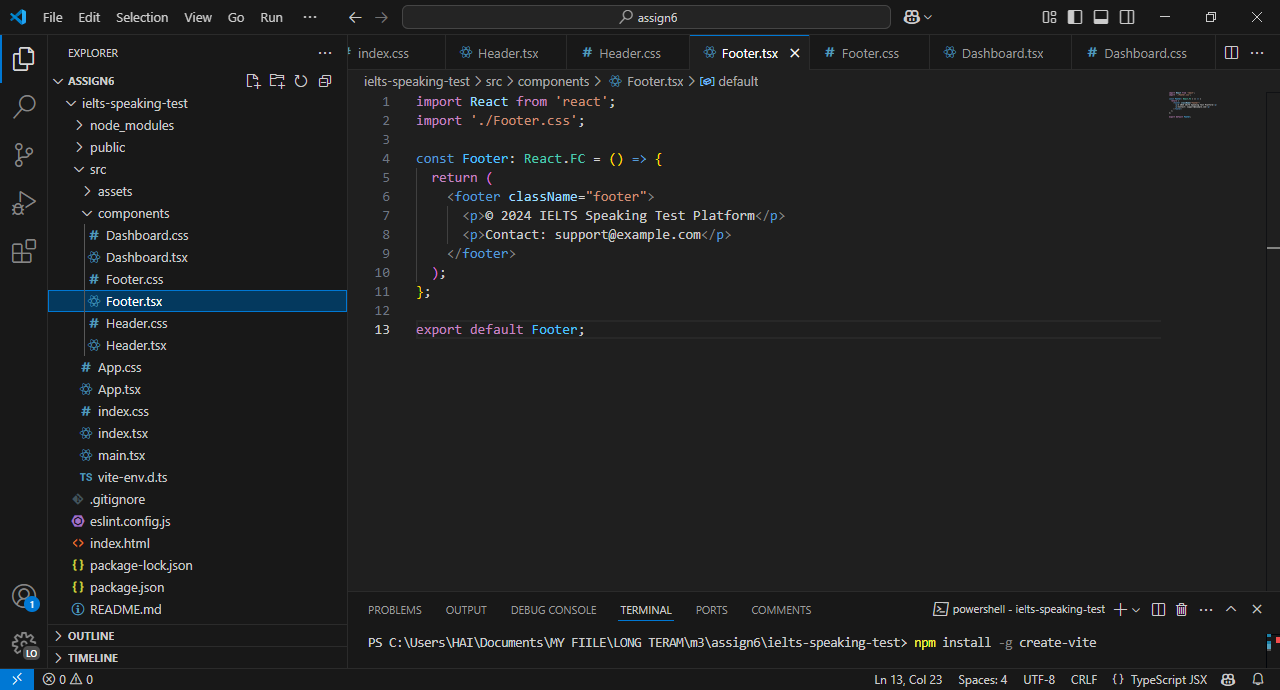 File Edit Selection View Go Run ··· assign6
EXPLORER ···
ASSIGN6
ielts-speaking-test
node_modules
public
src
assets
components
# Dashboard.css
Dashboard.tsx
# Footer.css
Footer.tsx
# Header.css
Header.tsx
# App.css
App.tsx
# index.css
index.tsx
main.tsx
TS vite-env.d.ts
.gitignore
eslint.config.js
<> index.html
{} package-lock.json
{} package.json
README.md
OUTLINE
TIMELINE
1
LO
index.css Header.tsx # Header.css Footer.tsx # Footer.css Dashboard.tsx # Dashboard.css ···
ielts-speaking-test > src > components > Footer.tsx > default
1 import React from 'react';
2 import './Footer.css';
3
4 const Footer: React.FC = () => {
5 return (
6 <footer className="footer">
7 <p>© 2024 IELTS Speaking Test Platform</p>
8 <p>Contact: support@example.com</p>
9 </footer>
10 );
11 };
12
13 export default Footer;
PROBLEMS OUTPUT DEBUG CONSOLE TERMINAL PORTS COMMENTS powershell - ielts-speaking-test ···
PS C:\Users\HAI\Documents\MY FIILE\LONG TERAM\m3\assign6\ielts-speaking-test> npm install -g create-vite
0 0 Ln 13, Col 23 Spaces: 4 UTF-8 CRLF {} TypeScript JSX